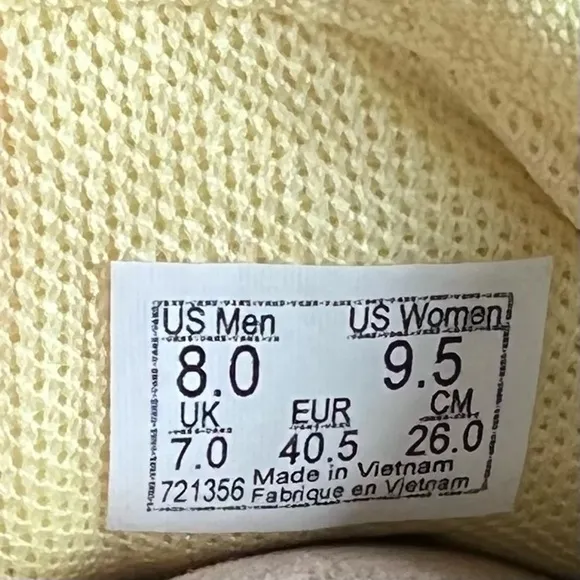 US Men US Women
8.0 9.5
UK EUR CM
7.0 40.5 26.0
Made in Vietnam
721356 Fabrique en Vietnam